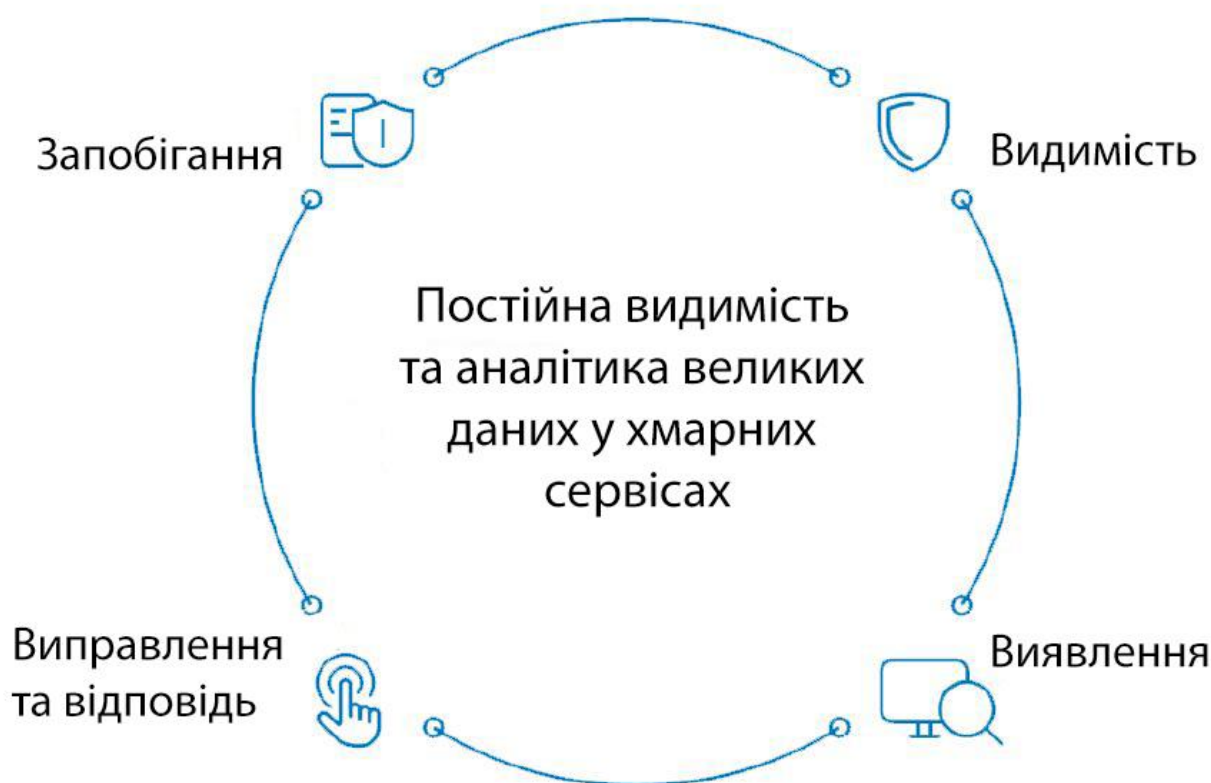 Запобігання
Видимість
Постійна видимість
та аналітика великих
даних у хмарних
сервісах
Виправлення
та відповідь
Виявлення